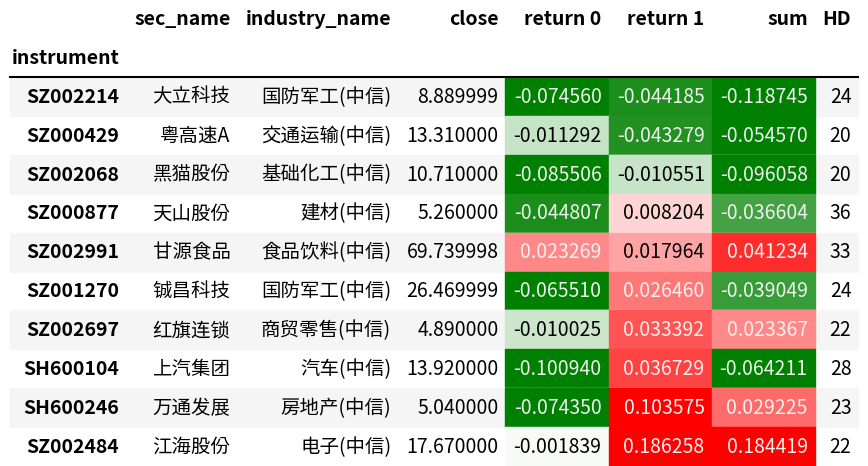 sec_name industry_name close return 0 return 1 sum HD
instrument
SZ002214 大立科技 国防军工(中信) 8.889999 -0.074560 -0.044185 -0.118745 24
SZ000429 粤高速A 交通运输(中信) 13.310000 -0.011292 -0.043279 -0.054570 20
SZ002068 黑猫股份 基础化工(中信) 10.710000 -0.085506 -0.010551 -0.096058 20
SZ000877 天山股份 建材(中信) 5.260000 -0.044807 0.008204 -0.036604 36
SZ002991 甘源食品 食品饮料(中信) 69.739998 0.023269 0.017964 0.041234 33
SZ001270 铖昌科技 国防军工(中信) 26.469999 -0.065510 0.026460 -0.039049 24
SZ002697 红旗连锁 商贸零售(中信) 4.890000 -0.010025 0.033392 0.023367 22
SH600104 上汽集团 汽车(中信) 13.920000 -0.100940 0.036729 -0.064211 28
SH600246 万通发展 房地产(中信) 5.040000 -0.074350 0.103575 0.029225 23
SZ002484 江海股份 电子(中信) 17.670000 -0.001839 0.186258 0.184419 22